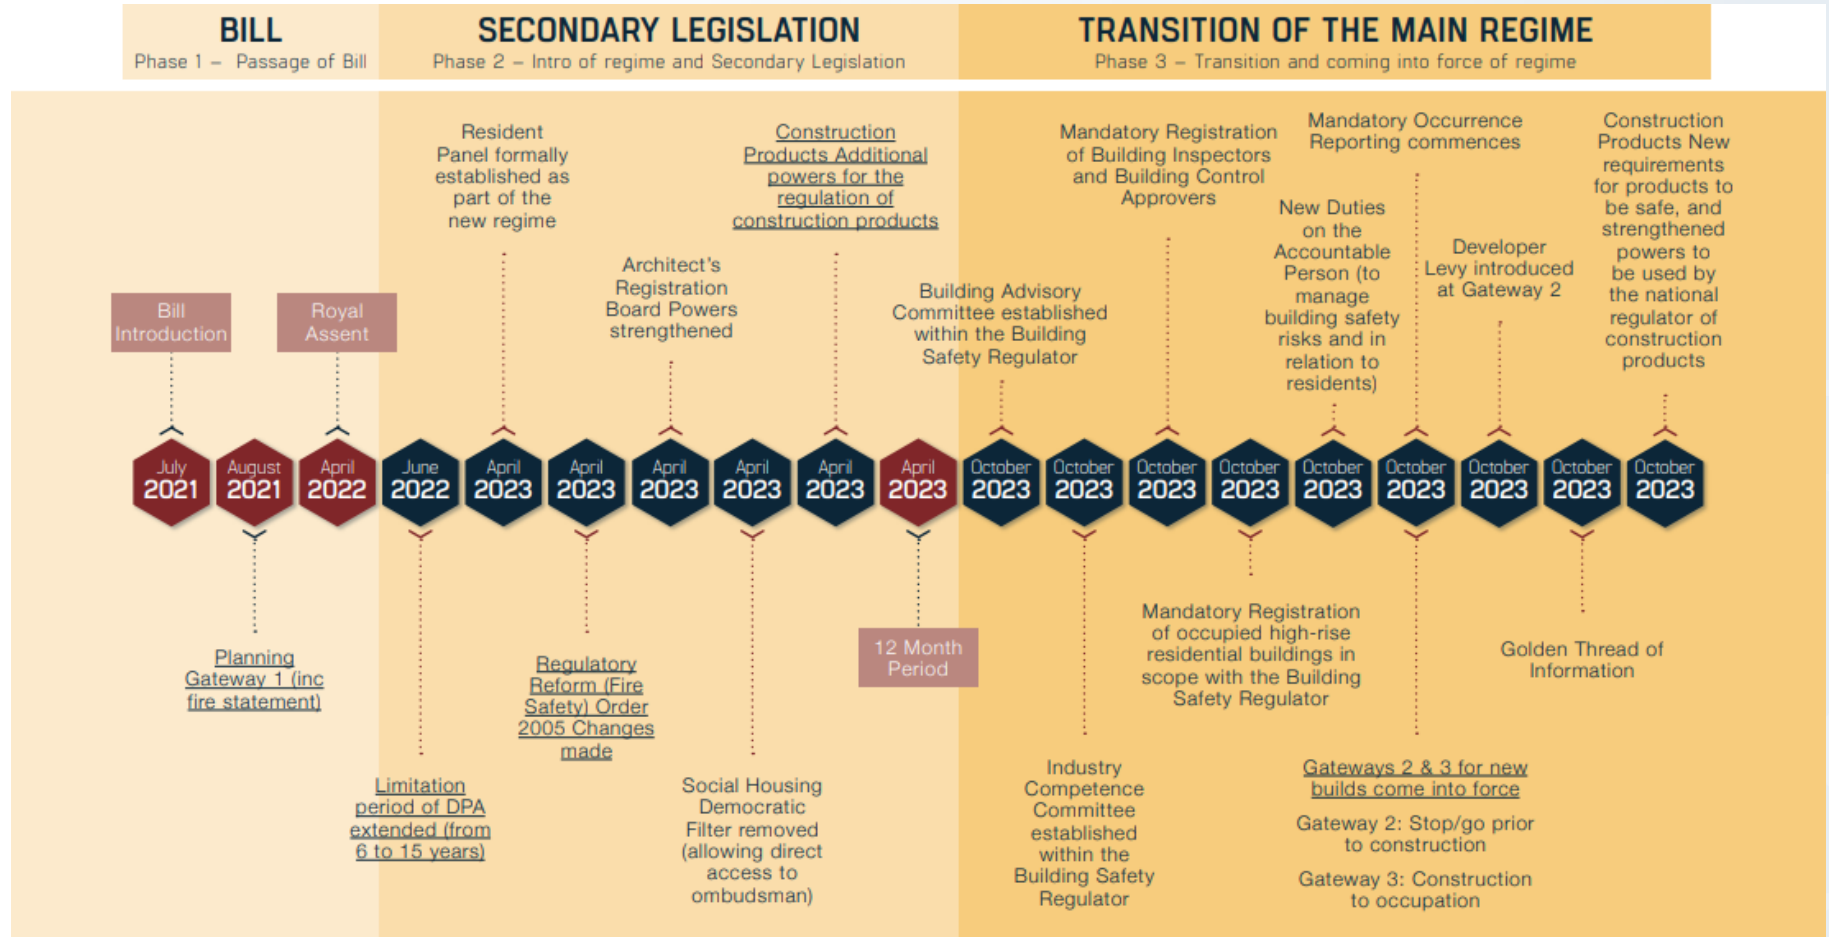 BILL
Phase 1 – Passage of Bill
SECONDARY LEGISLATION
Phase 2 – Intro of regime and Secondary Legislation
TRANSITION OF THE MAIN REGIME
Phase 3 – Transition and coming into force of regime
Bill
Introduction
Royal
Assent
Resident
Panel formally
established as
part of the
new regime
Architect's
Registration
Board Powers
strengthened
Construction
Products Additional
powers for the
regulation of
construction products
Building Advisory
Committee established
within the Building
Safety Regulator
Mandatory Registration
of Building Inspectors
and Building Control
Approvers
New Duties
on the
Accountable
Person (to
manage
building safety
risks and in
relation to
residents)
Mandatory Occurrence
Reporting commences
Developer
Levy introduced
at Gateway 2
Construction
Products New
requirements
for products to
be safe, and
strengthened
powers to
be used by
the national
regulator of
construction
products
July
2021
August
2021
April
2022
June
2022
April
2023
April
2023
April
2023
April
2023
April
2023
April
2023
October
2023
October
2023
October
2023
October
2023
October
2023
October
2023
October
2023
October
2023
October
2023
Planning
Gateway 1 (inc
fire statement)
Limitation
period of DPA
extended (from
6 to 15 years)
Regulatory
Reform (Fire
Safety) Order
2005 Changes
made
Social Housing
Democratic
Filter removed
(allowing direct
access to
ombudsman)
12 Month
Period
Industry
Competence
Committee
established
within the
Building Safety
Regulator
Mandatory Registration
of occupied high-rise
residential buildings in
scope with the Building
Safety Regulator
Gateways 2 & 3 for new
builds come into force
Gateway 2: Stop/go prior
to construction
Gateway 3: Construction
to occupation
Golden Thread of
Information